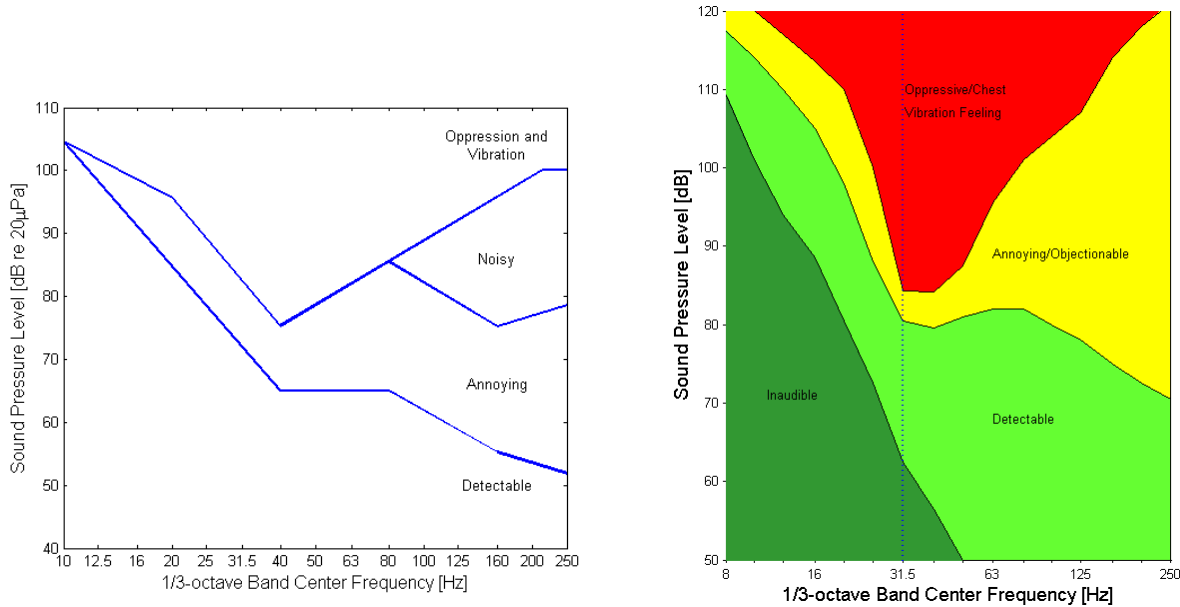 110
100
90
80
70
60
50
40
Sound Pressure Level [dB re 20μPa]
Oppression and
Vibration
Noisy
Annoying
Detectable
10 12.5 16 20 25 31.5 40 50 63 80 100 125 160 200 250
1/3-octave Band Center Frequency [Hz]
120
110
100
90
80
70
60
50
Sound Pressure Level [dB]
Oppressive/Chest
Vibration Feeling
Annoying/Objectionable
Inaudible
Detectable
8 16 31.5 63 125 250
1/3-octave Band Center Frequency [Hz]